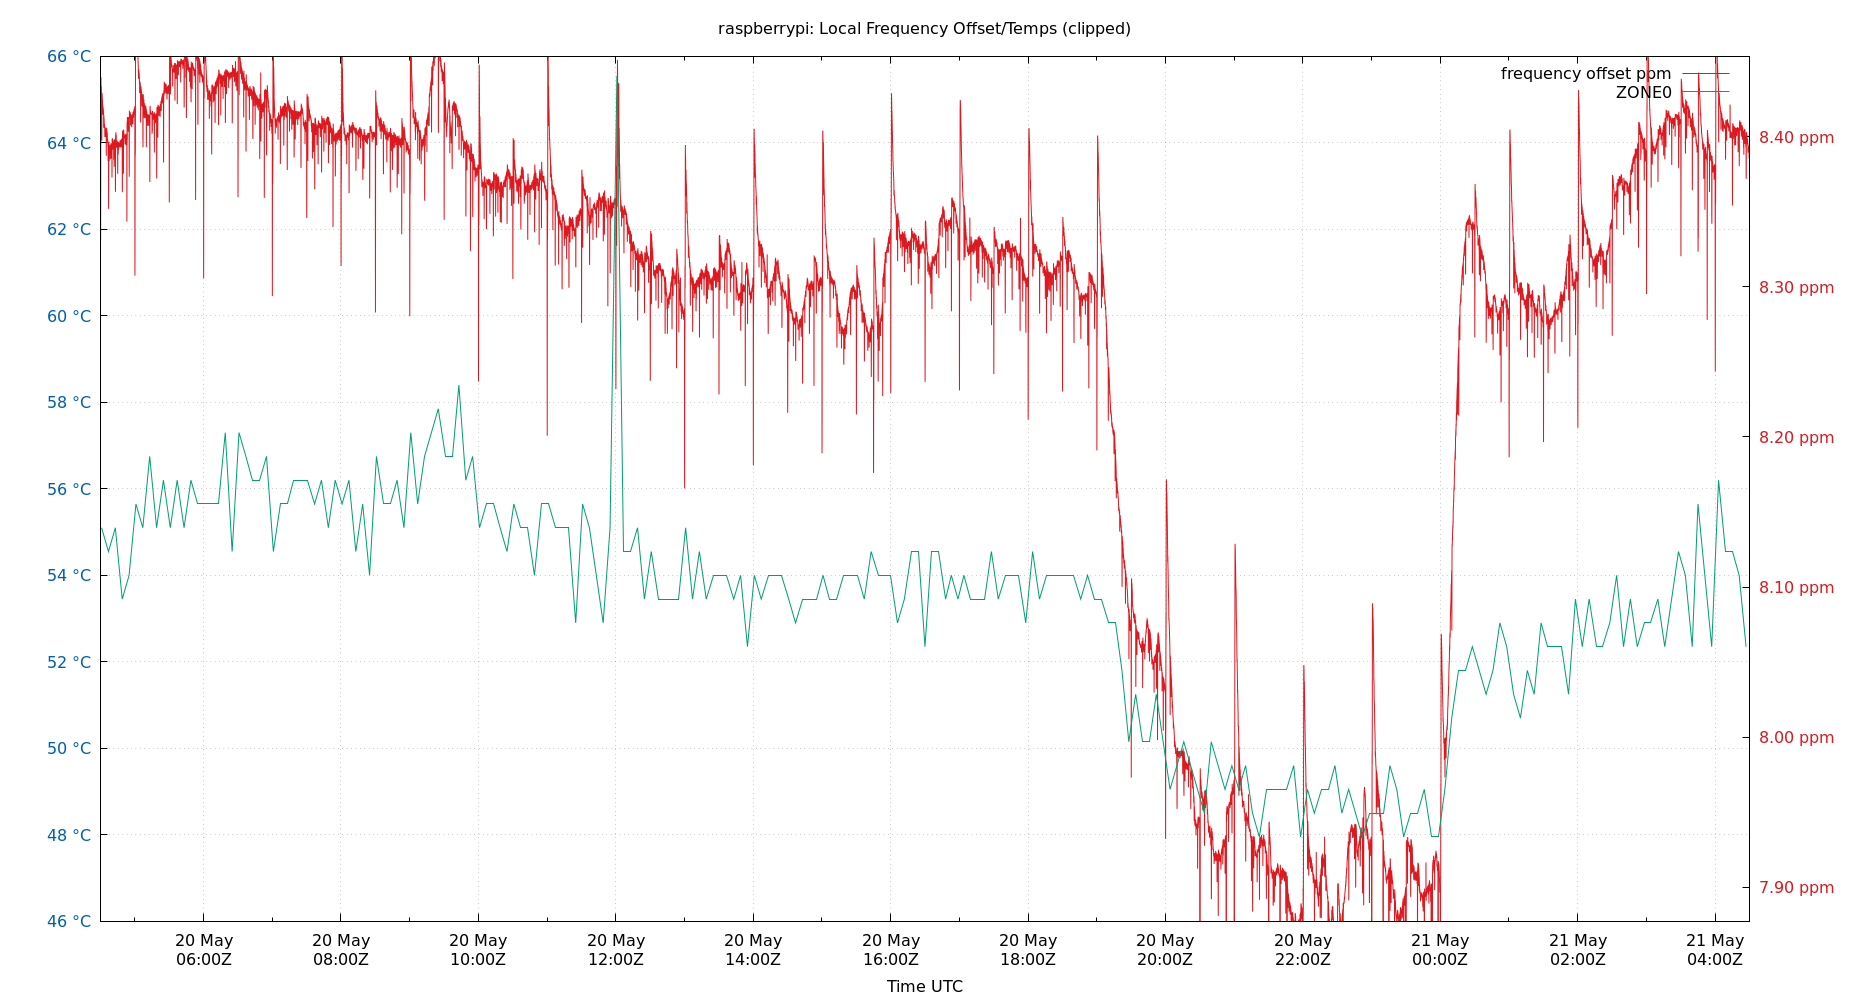 raspberrypi: Local Frequency Offset/Temps (clipped)
66 °C
64 °C
62 °C
60 °C
58 °C
56 °C
54 °C
52 °C
50 °C
48 °C
46 °C
frequency offset ppm
ZONE0
8.40 ppm
8.30 ppm
8.20 ppm
8.10 ppm
8.00 ppm
7.90 ppm
20 May
06:00Z
20 May
08:00Z
20 May
10:00Z
20 May
12:00Z
20 May
14:00Z
20 May
16:00Z
20 May
18:00Z
20 May
20:00Z
20 May
22:00Z
21 May
00:00Z
21 May
02:00Z
21 May
04:00Z
Time UTC